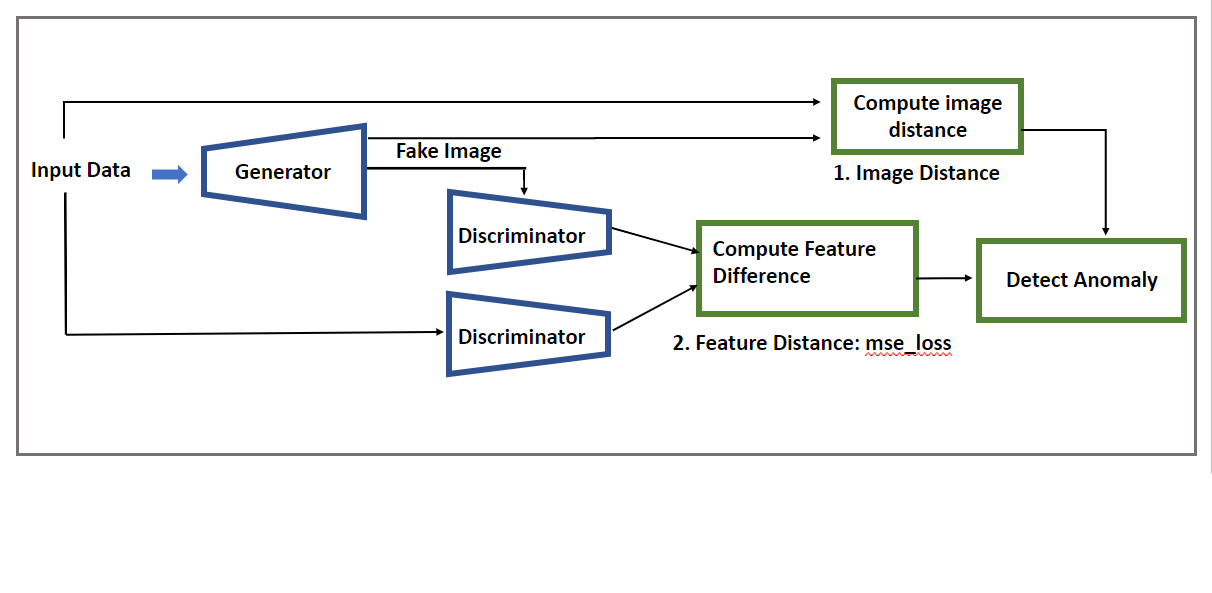 Compute image
distance
Fake Image
Input Data
Generator
1. Image Distance
Discriminator
Compute Feature
Difference
Detect Anomaly
Discriminator
2. Feature Distance: mse_loss